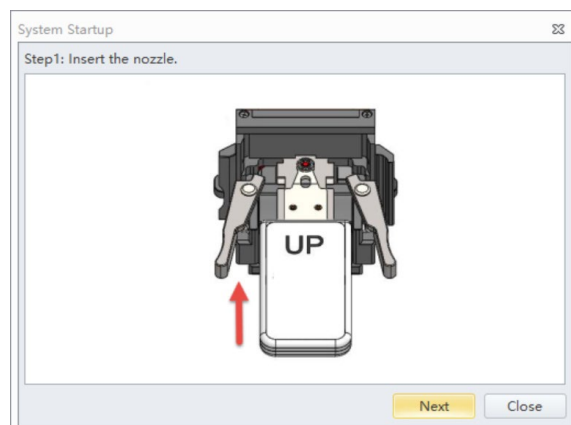 System Startup
Step1: Insert the nozzle.
UP
Next
Close